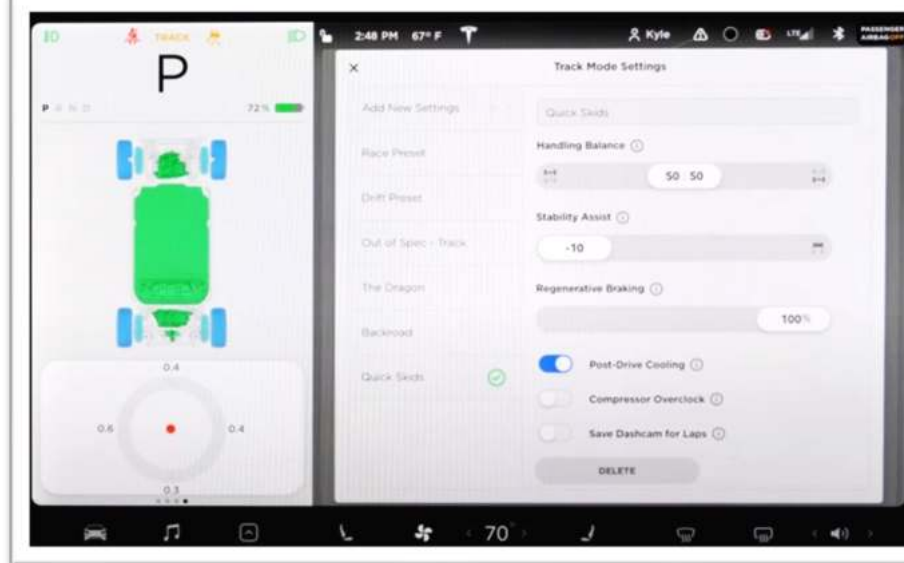 TRACK
P
P R N D
72%
0.4
0.6
0.4
0.3
2:48 PM 67° F
Kyle
LTE
PASSENGER
AIRBAG OFF
Track Mode Settings
Add New Settings
Race Preset
Drift Preset
Out of Spec - Track
The Dragon
Backroad
Quick Skids
Quick Skids
Handling Balance
50 50
Stability Assist
-10
Regenerative Braking
100%
Post-Drive Cooling
Compressor Overclock
Save Dashcam for Laps
DELETE
70°